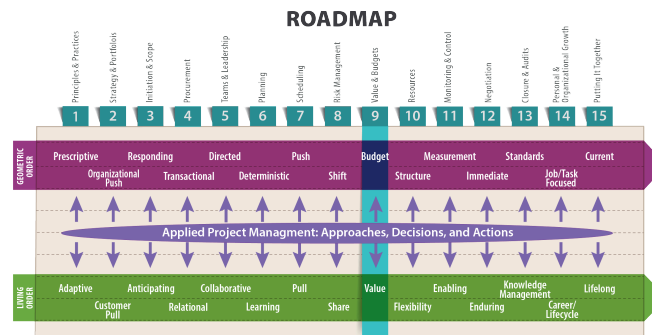 ROADMAP
Principles & Practices
Strategy & Portfolois
Initiation & Scope
Procurement
Teams & Leadership
Planning
Scheduling
Risk Management
Value & Budgets
Resources
Monitoring & Control
Negotiation
Closure & Audits
Personal &
Organizational Growth
Putting It Together
1 2 3 4 5 6 7 8 9 10 11 12 13 14 15
GEOMETRIC
ORDER
Prescriptive Responding Directed Push Budget Measurement Standards Current
Organizational
Push Transactional Deterministic Shift Structure Immediate Job/Task
Focused
Applied Project Managment: Approaches, Decisions, and Actions
LIVING
ORDER
Adaptive Anticipating Collaborative Pull Value Enabling Knowledge
Management Lifelong
Customer
Pull Relational Learning Share Flexibility Enduring Career/
Lifecycle